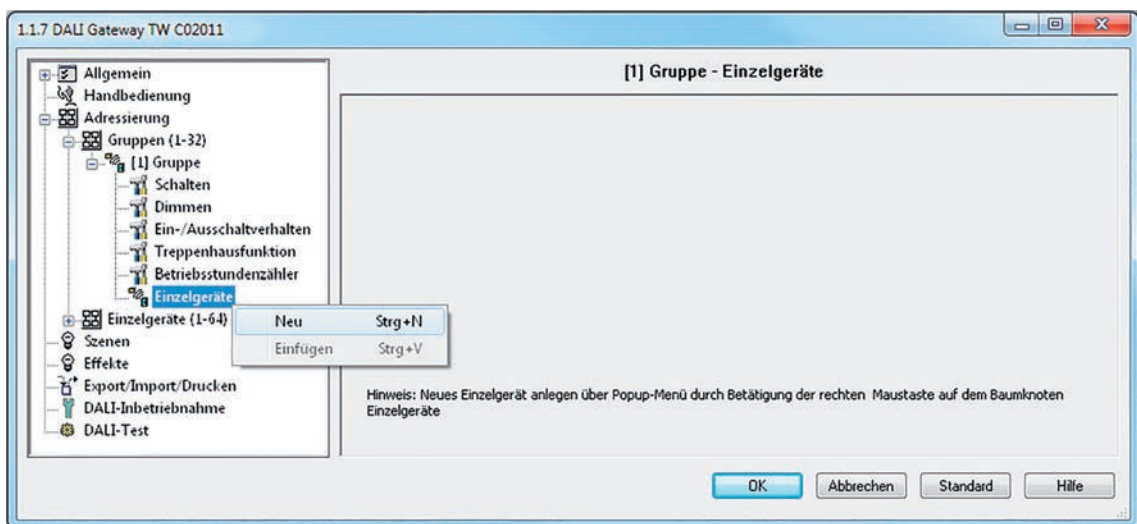 1.1.7 DALI Gateway TW C02011
Allgemein
Handbedienung
Adressierung
Gruppen (1-32)
[1] Gruppe
Schalten
Dimmen
Ein-/Ausschaltverhalten
Treppenhausfunktion
Betriebsstundenzähler
Einzelgeräte
Einzelgeräte (1-64)
Szenen
Effekte
Export/Import/Drucken
DALI-Inbetriebnahme
DALI-Test
Neu Strg+N
Einfügen Strg+V
[1] Gruppe - Einzelgeräte
Hinweis: Neues Einzelgerät anlegen über Popup-Menü durch Betätigung der rechten Maustaste auf dem Baumknoten
Einzelgeräte
OK Abbrechen Standard Hilfe